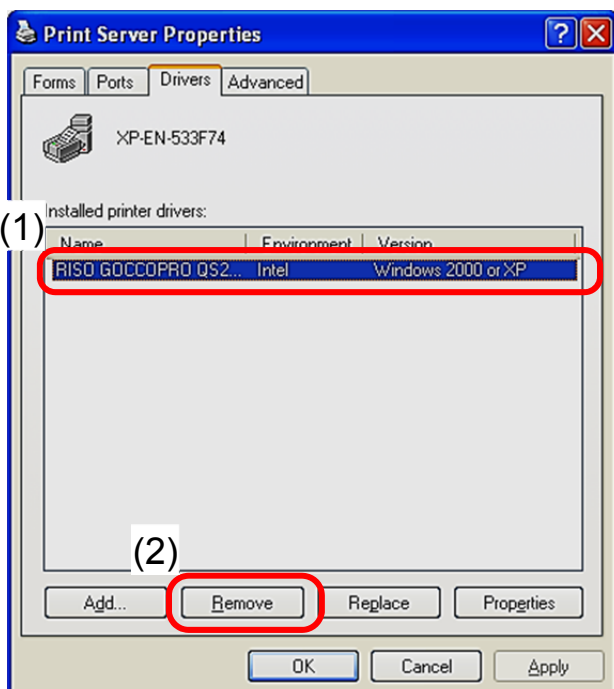 Print Server Properties
Forms Ports Drivers Advanced
XP-EN-533F74
Installed printer drivers:
(1)
Name Environment Version
RISO GOCCOPRO QS2... Intel Windows 2000 or XP
(2)
Add... Remove Replace Properties
OK Cancel Apply